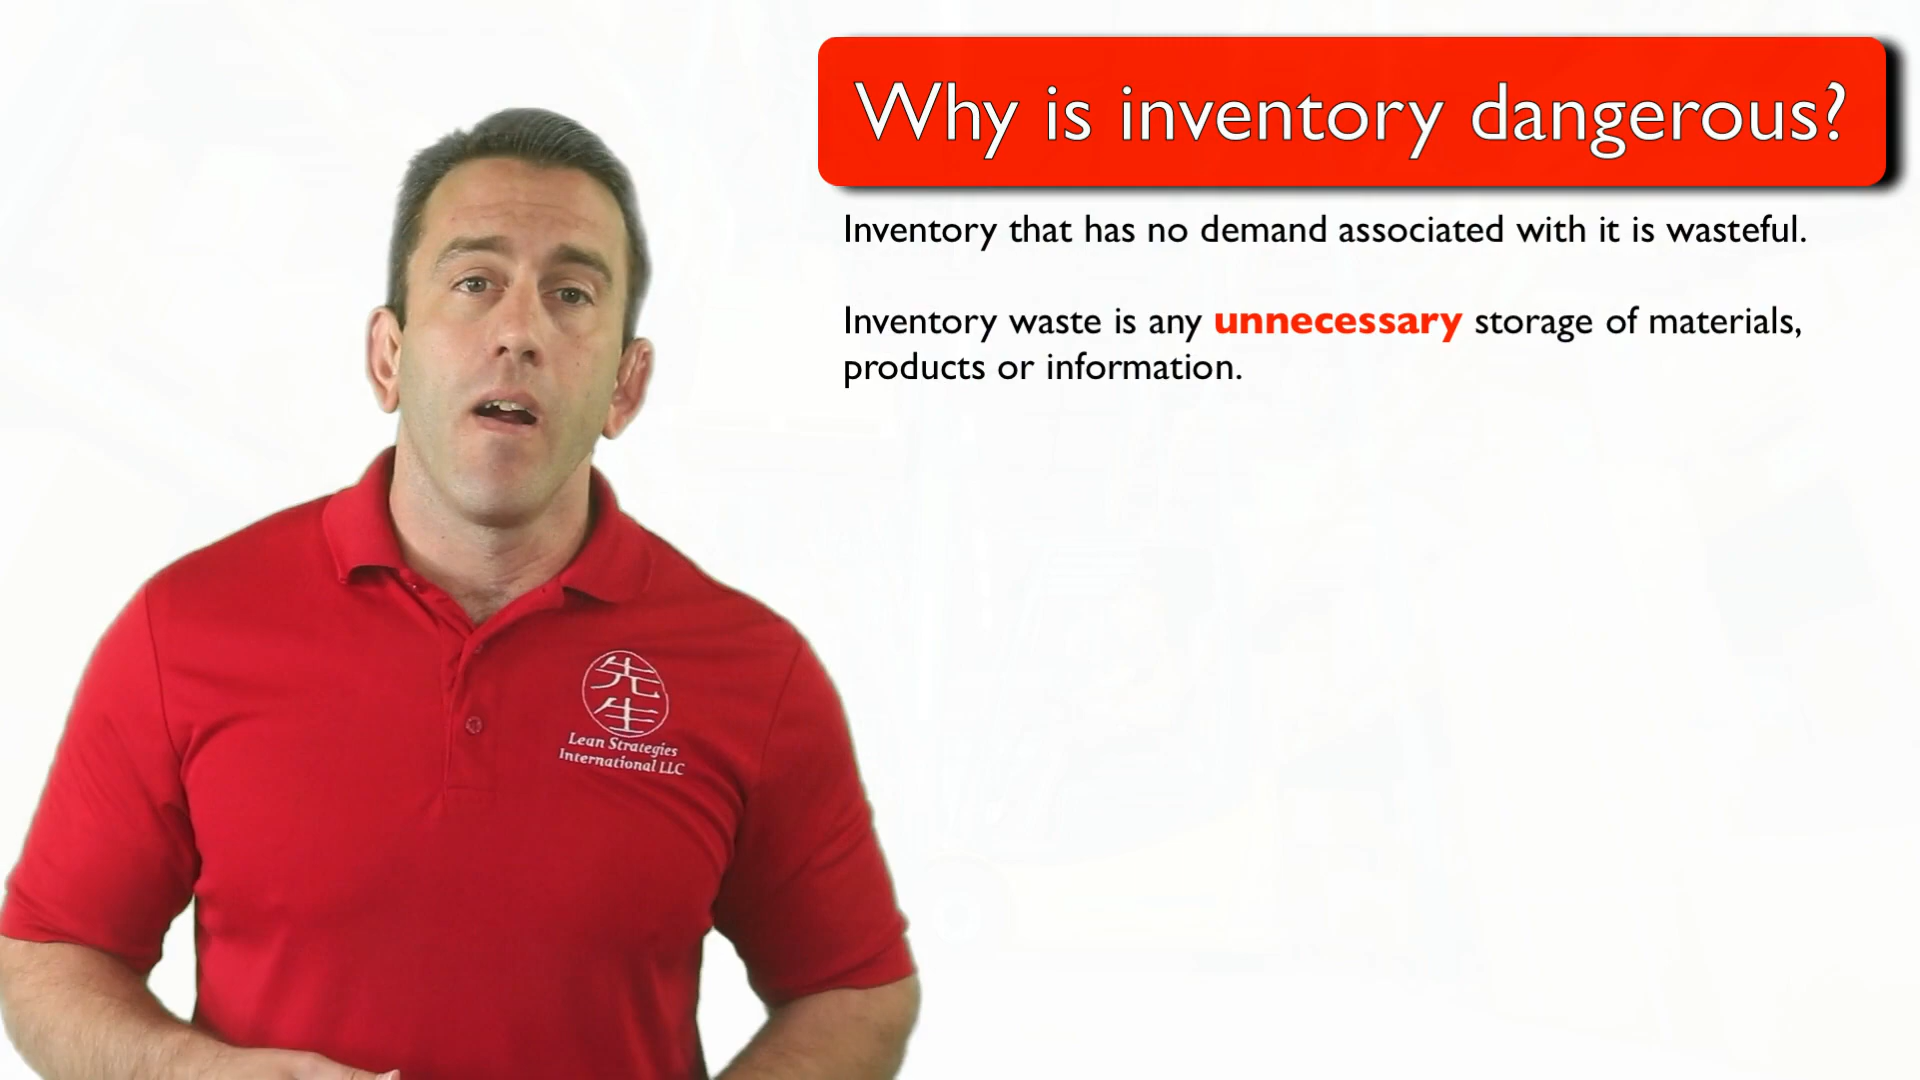 Why is inventory dangerous?
Inventory that has no demand associated with it is wasteful.
Inventory waste is any unnecessary storage of materials,
products or information.
先
生
Lean Strategies
International LLC